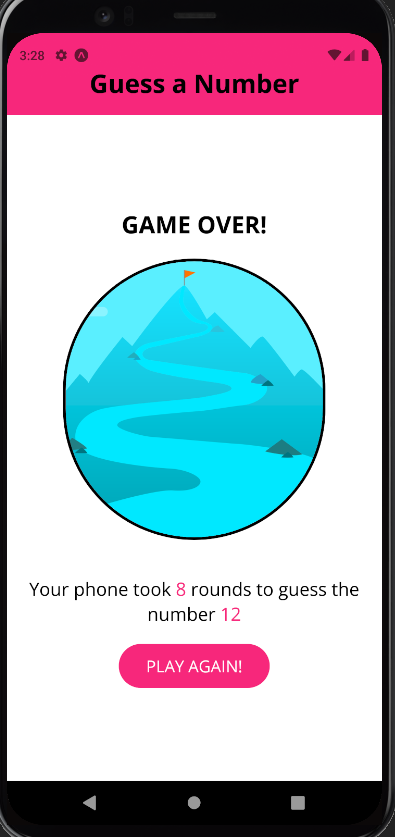 3:28
Guess a Number
GAME OVER!
Your phone took 8 rounds to guess the
number 12
PLAY AGAIN!